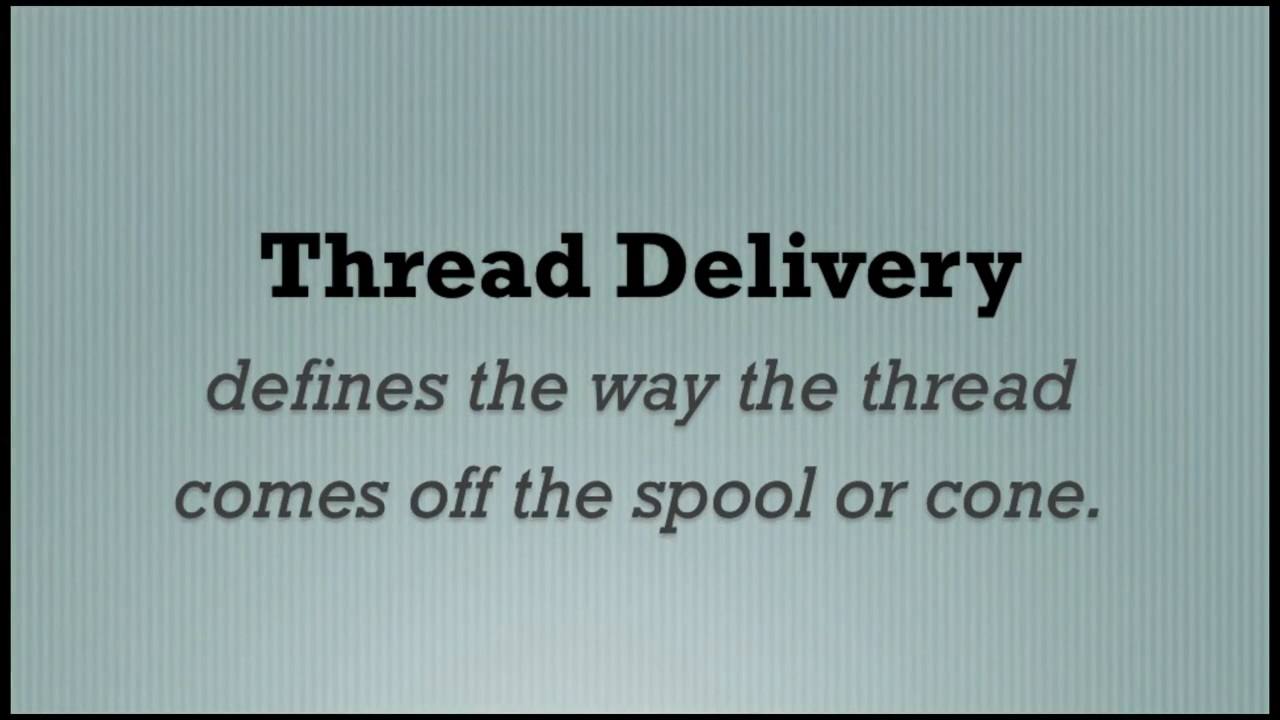 Thread Delivery
defines the way the thread
comes off the spool or cone.